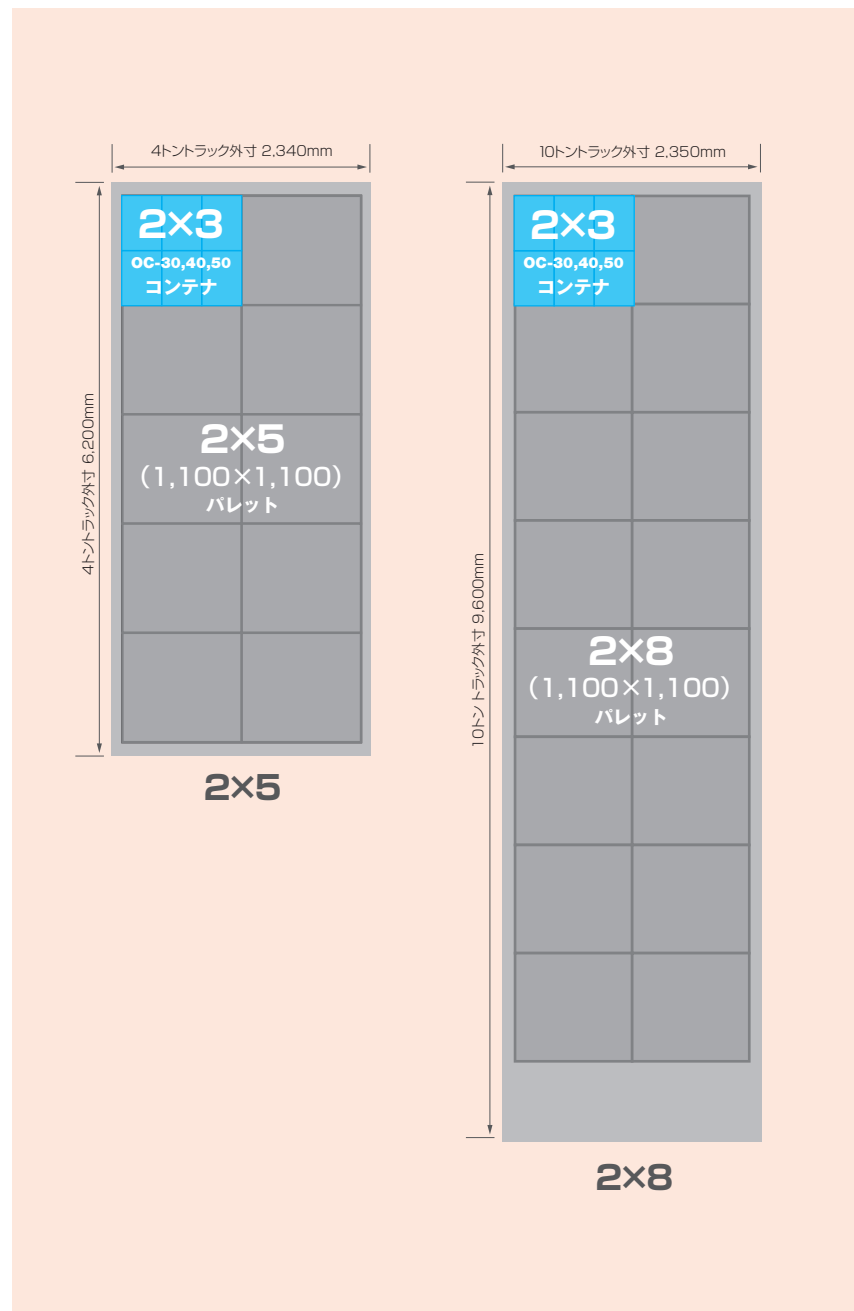 4トントラック外寸 2,340mm
2×3
OC-30,40,50
コンテナ
4トントラック外寸 6,200mm
2×5
(1,100×1,100)
パレット
2×5
10トントラック外寸 2,350mm
2×3
OC-30,40,50
コンテナ
10トン トラック外寸 9,600mm
2×8
(1,100×1,100)
パレット
2×8